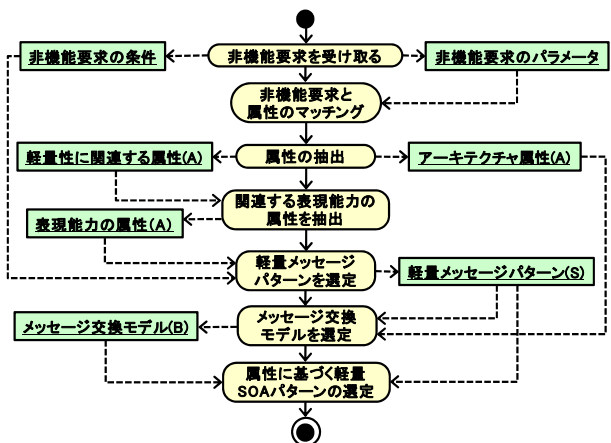 非機能要求の条件
非機能要求を受け取る
非機能要求のパラメータ
非機能要求と
属性のマッチング
軽量性に関連する属性(A)
属性の抽出
アーキテクチャ属性(A)
関連する表現能力の
属性を抽出
表現能力の属性(A)
軽量メッセージ
パターンを選定
軽量メッセージパターン(S)
メッセージ交換モデル(B)
メッセージ交換
モデルを選定
属性に基づく軽量
SOAパターンの選定